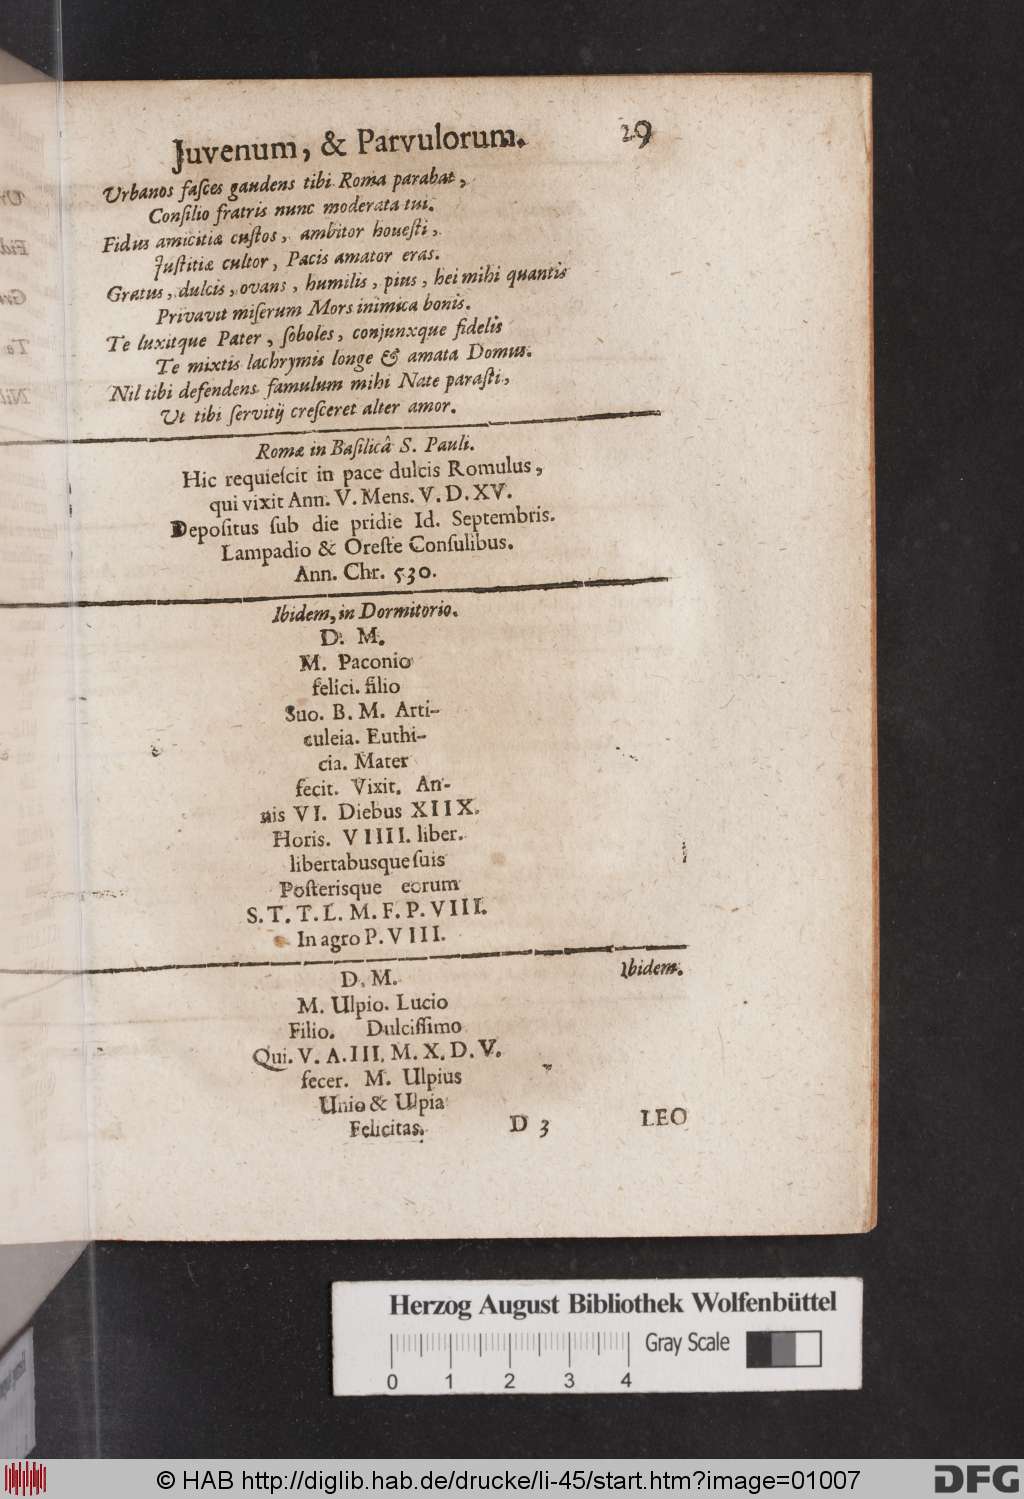 Juvenum, & Parvulorum. 29
Urbanos faſces gaudens tibi Roma parabat,
Conſilio fratris nunc moderata tui.
Fidus amicitiæ cuſtos, ambitor honeſti,
Juſtitiæ cultor, Pacis amator eras.
Gratus, dulcis, ovans, humilis, pius, hei mihi quantis
Privavit miſerum Mors inimica bonis.
Te luxitque Pater, ſoboles, conjunxque fidelis
Te mixtis lachrymis longe & amata Domus.
Nil tibi defendens famulum mihi Nate paraſti,
Ut tibi ſervitij creſceret alter amor.
Romæ in Baſilicâ S. Pauli.
Hic requieſcit in pace dulcis Romulus,
qui vixit Ann. V. Mens. V. D. XV.
Depoſitus ſub die pridie Id. Septembris.
Lampadio & Oreſte Conſulibus.
Ann. Chr. 530.
Ibidem, in Dormitorio.
D. M.
M. Paconio
felici. filio
Suo. B. M. Arti-
culeia. Euthi-
cia. Mater
fecit. Vixit. An-
nis VI. Diebus XIIX.
Horis. VIIII. liber.
libertabusque ſuis
Poſterisque eorum
S. T. T. L. M. F. P. VIII.
In agro P. VIII.
D. M. Ibidem.
M. Ulpio. Lucio
Filio. Dulciſſimo
Qui. V. A. III. M. X. D. V.
fecer. M. Ulpius
Unio & Ulpia
Felicitas.
D 3 LEO
Herzog August Bibliothek Wolfenbüttel
Gray Scale
0 1 2 3 4
© HAB http://diglib.hab.de/drucke/li-45/start.htm?image=01007
DFG